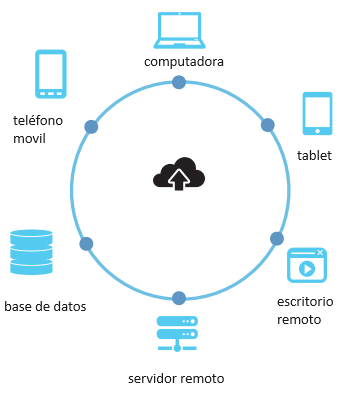 computadora
teléfono
movil
tablet
base de datos
escritorio
remoto
servidor remoto